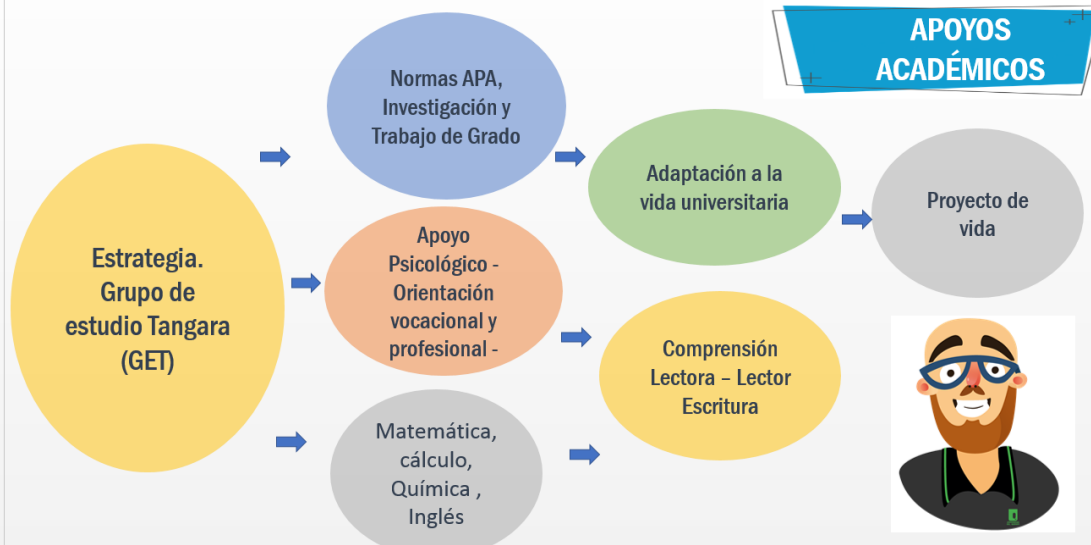 APOYOS
ACADÉMICOS
Estrategia.
Grupo de
estudio Tangara
(GET)
Normas APA,
Investigación y
Trabajo de Grado
Apoyo
Psicológico -
Orientación
vocacional y
profesional -
Matemática,
cálculo,
Química ,
Inglés
Adaptación a la
vida universitaria
Comprensión
Lectora – Lector
Escritura
Proyecto de
vida